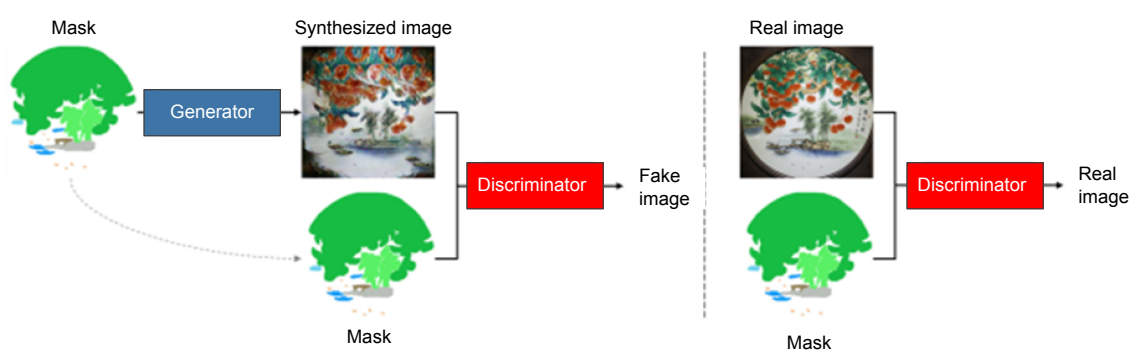 Mask
Synthesized image
Real image
Generator
Discriminator
Fake
image
Discriminator
Real
image
Mask
Mask